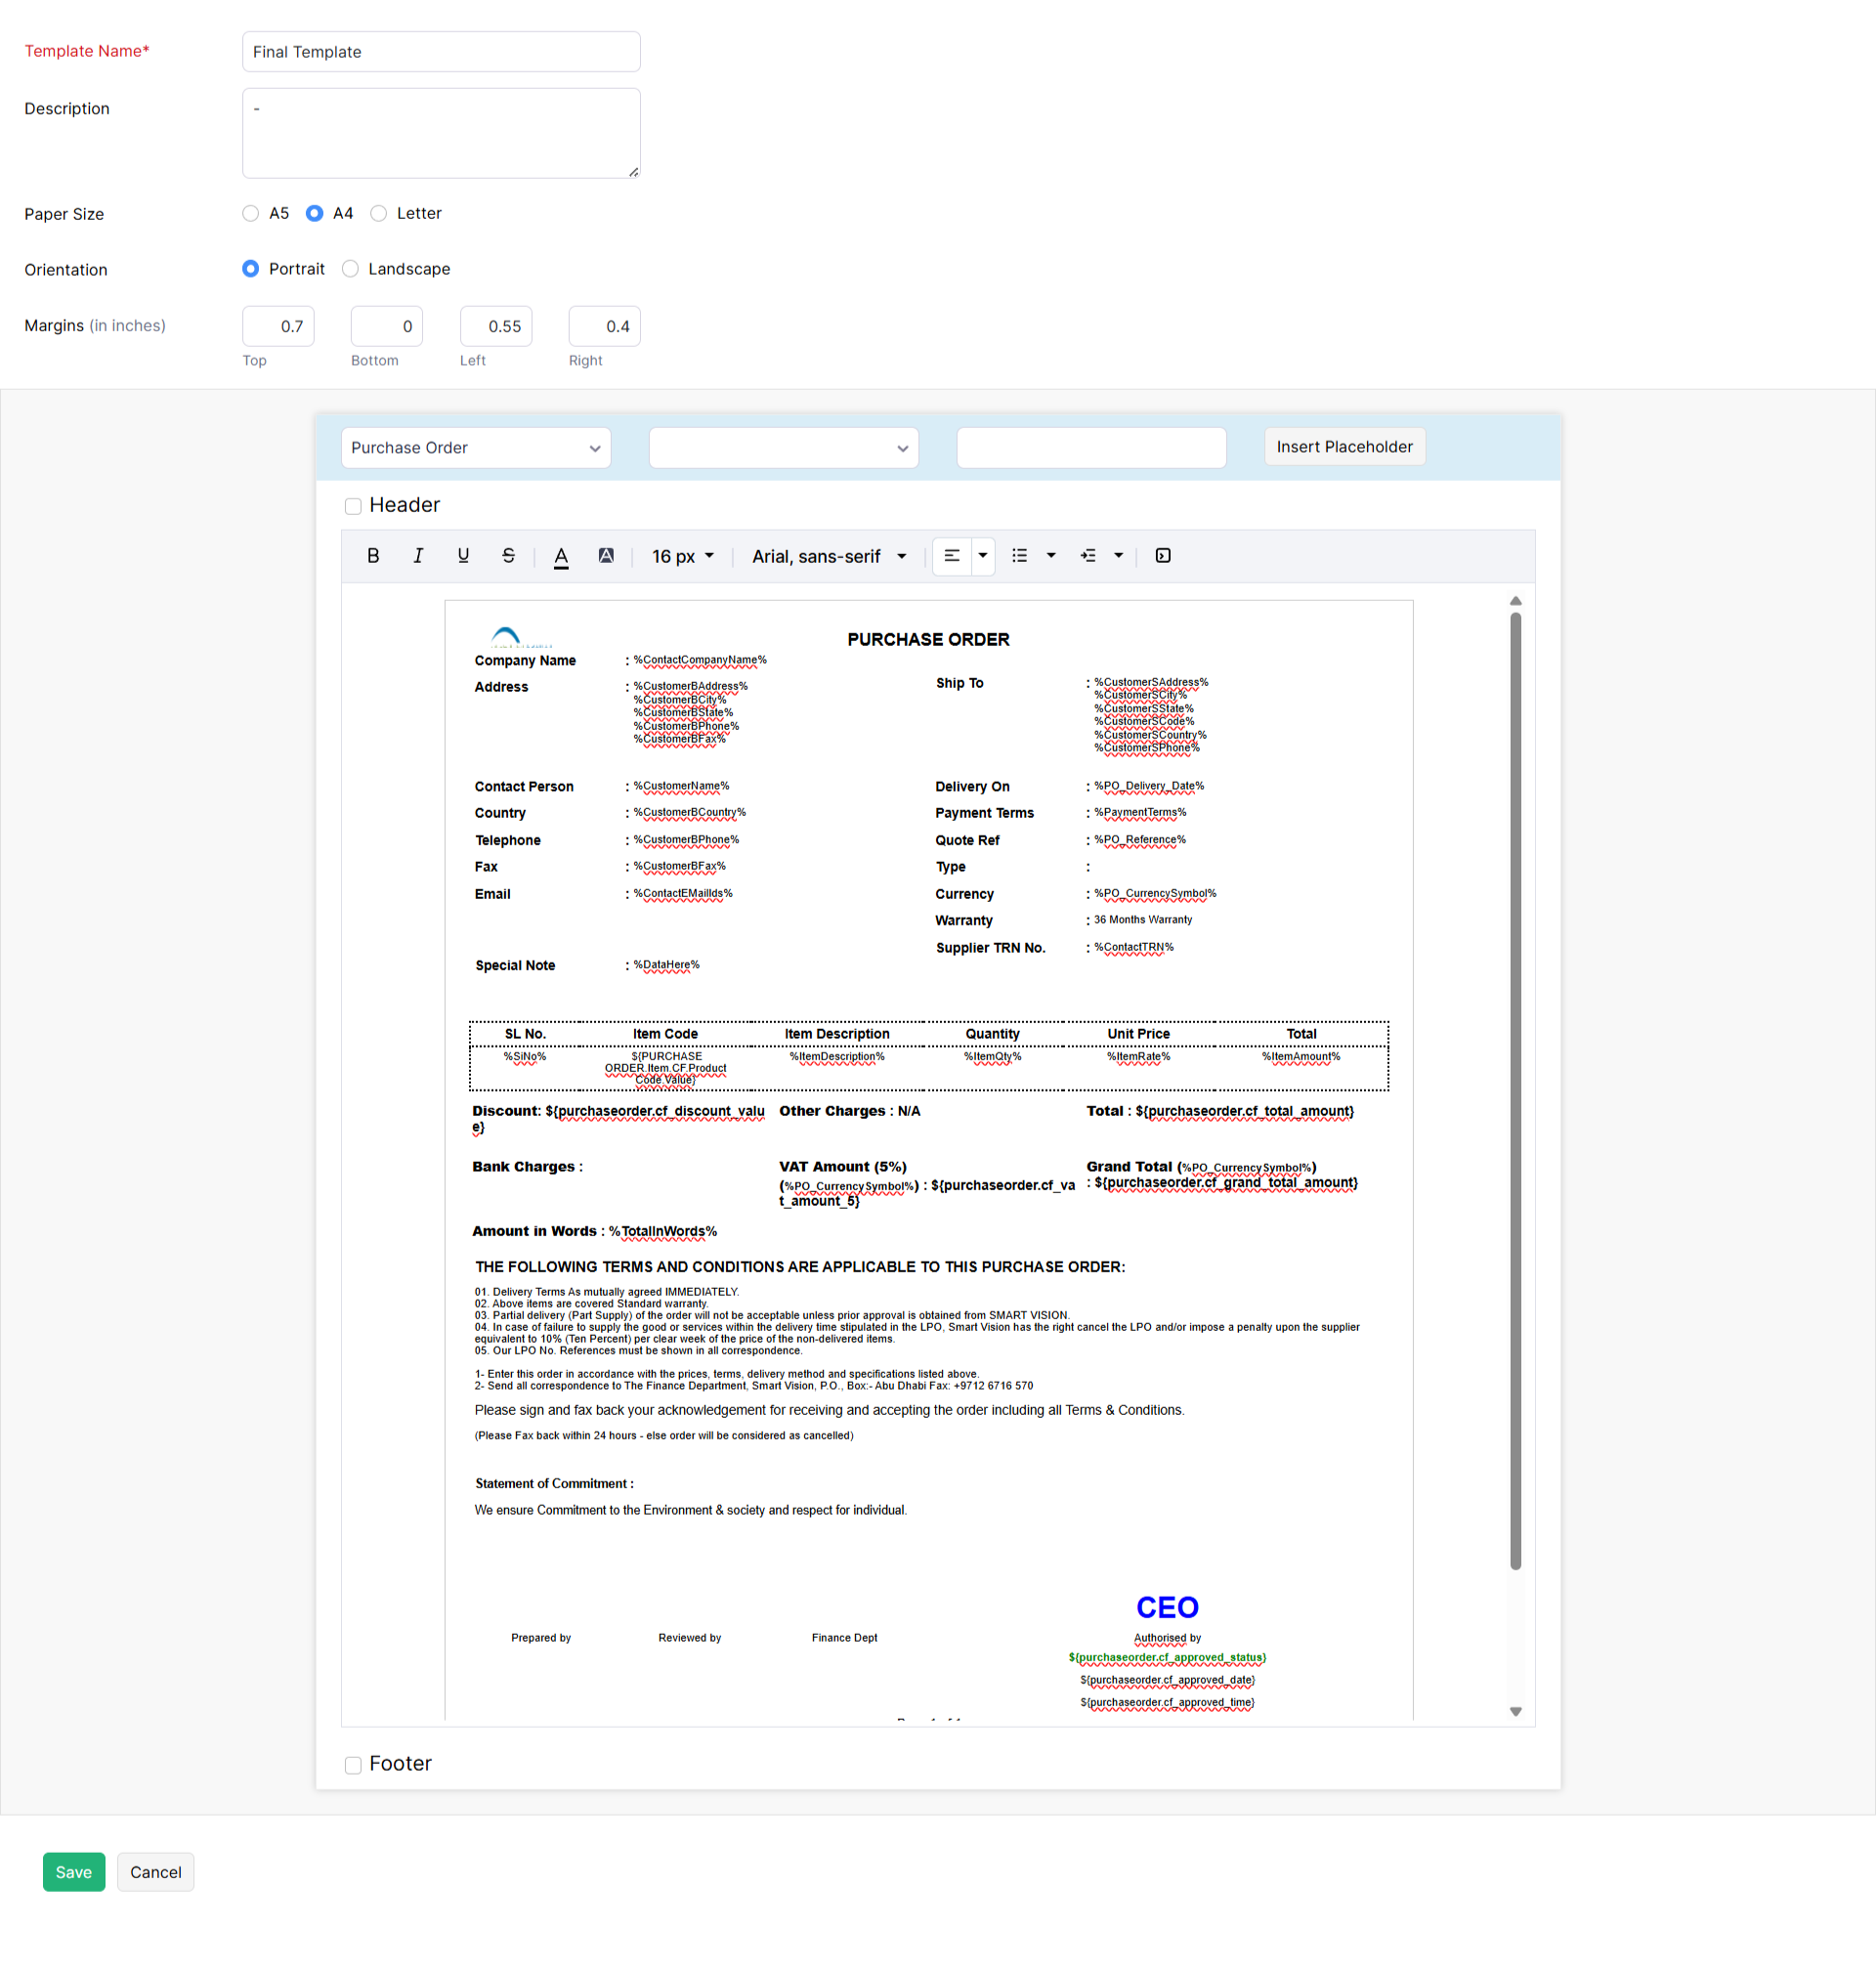 Template Name*
Final Template
Description
-
Paper Size
A5
A4
Letter
Orientation
Portrait
Landscape
Margins (in inches)
0.7
0
0.55
0.4
Top
Bottom
Left
Right
Purchase Order
Insert Placeholder
Header
B I U S A A 16 px Arial, sans-serif
PURCHASE ORDER
Company Name : %ContactCompanyName%
Address : %CustomerBAddress%
%CustomerBCity%
%CustomerBState%
%CustomerBPhone%
%CustomerBFax%
Ship To : %CustomerSAddress%
%CustomerSCity%
%CustomerSState%
%CustomerSCode%
%CustomerSCountry%
%CustomerSPhone%
Contact Person : %CustomerName%
Delivery On : %PO_Delivery_Date%
Country : %CustomerBCountry%
Payment Terms : %PaymentTerms%
Telephone : %CustomerBPhone%
Quote Ref : %PO_Reference%
Fax : %CustomerBFax%
Type :
Email : %ContactEMailIds%
Currency : %PO_CurrencySymbol%
Warranty : 36 Months Warranty
Supplier TRN No. : %ContactTRN%
Special Note : %DataHere%
SL No. Item Code Item Description Quantity Unit Price Total
%SiNo% ${PURCHASE %ItemDescription% %ItemQty% %ItemRate% %ItemAmount%
ORDER.Item.CF.Product
Code.Value}
Discount: ${purchaseorder.cf_discount_valu Other Charges : N/A Total : ${purchaseorder.cf_total_amount}
e}
Bank Charges : VAT Amount (5%) Grand Total (%PO_CurrencySymbol%)
(%PO_CurrencySymbol%) : ${purchaseorder.cf_va : ${purchaseorder.cf_grand_total_amount}
t_amount_5}
Amount in Words : %TotalInWords%
THE FOLLOWING TERMS AND CONDITIONS ARE APPLICABLE TO THIS PURCHASE ORDER:
01. Delivery Terms As mutually agreed IMMEDIATELY.
02. Above items are covered Standard warranty.
03. Partial delivery (Part Supply) of the order will not be acceptable unless prior approval is obtained from SMART VISION.
04. In case of failure to supply the good or services within the delivery time stipulated in the LPO, Smart Vision has the right cancel the LPO and/or impose a penalty upon the supplier
equivalent to 10% (Ten Percent) per clear week of the price of the non-delivered items.
05. Our LPO No. References must be shown in all correspondence.
1- Enter this order in accordance with the prices, terms, delivery method and specifications listed above.
2- Send all correspondence to The Finance Department, Smart Vision, P.O., Box:- Abu Dhabi Fax: +9712 6716 570
Please sign and fax back your acknowledgement for receiving and accepting the order including all Terms & Conditions.
(Please Fax back within 24 hours - else order will be considered as cancelled)
Statement of Commitment :
We ensure Commitment to the Environment & society and respect for individual.
CEO
Prepared by Reviewed by Finance Dept Authorised by
${purchaseorder.cf_approved_status}
${purchaseorder.cf_approved_date}
${purchaseorder.cf_approved_time}
Footer
Save
Cancel